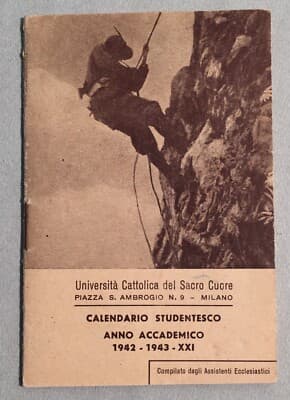 Università Cattolica del Sacro Cuore
PIAZZA S. AMBROGIO N. 9 - MILANO
CALENDARIO STUDENTESCO
ANNO ACCADEMICO
1942 - 1943 - XXI
Compilato dagli Assistenti Ecclesiastici